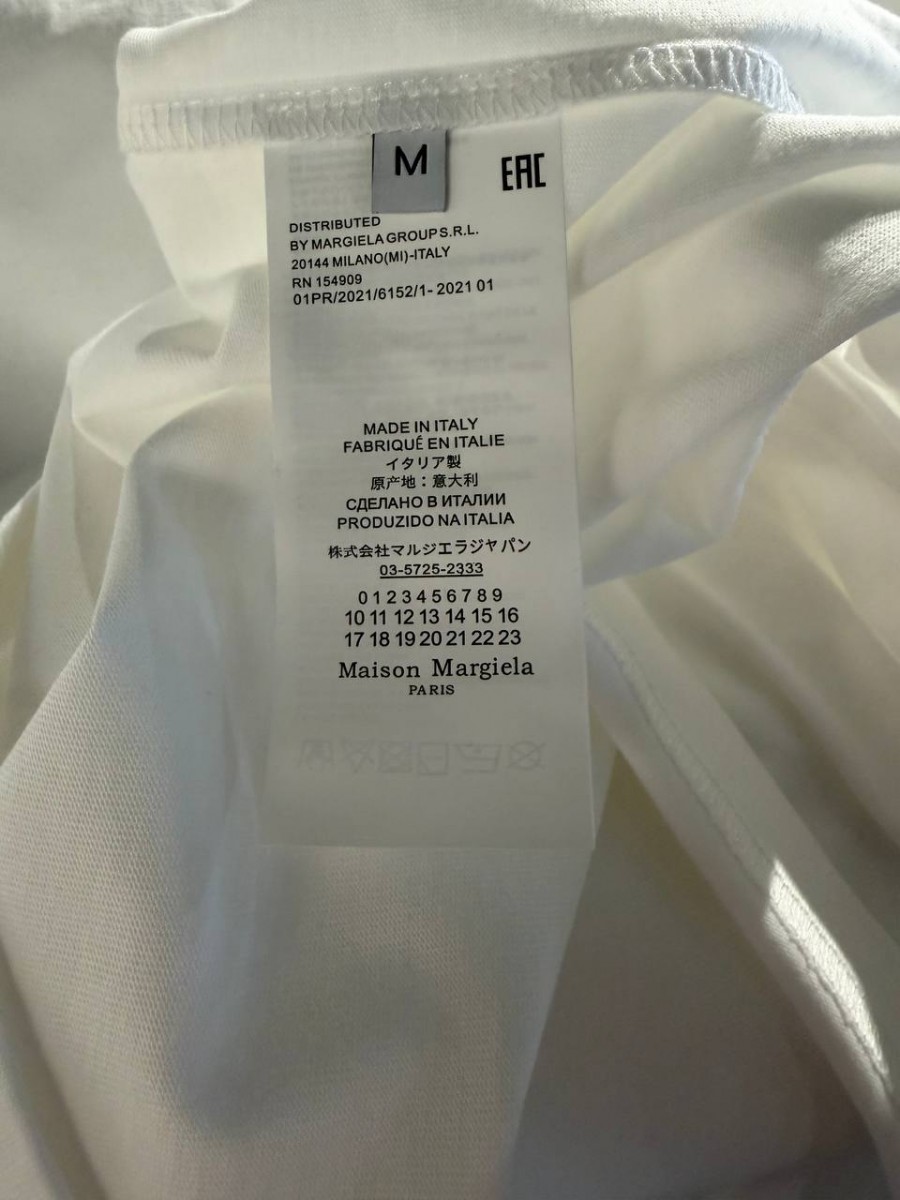 M
EAC
DISTRIBUTED
BY MARGIELA GROUP S.R.L.
20144 MILANO(MI)-ITALY
RN 154909
01PR/2021/6152/1- 2021 01
MADE IN ITALY
FABRIQUÉ EN ITALIE
イタリア製
原产地：意大利
СДЕЛАНО В ИТАЛИИ
PRODUZIDO NA ITALIA
株式会社マルジエラジャパン
03-5725-2333
0 1 2 3 4 5 6 7 8 9
10 11 12 13 14 15 16
17 18 19 20 21 22 23
Maison Margiela
PARIS